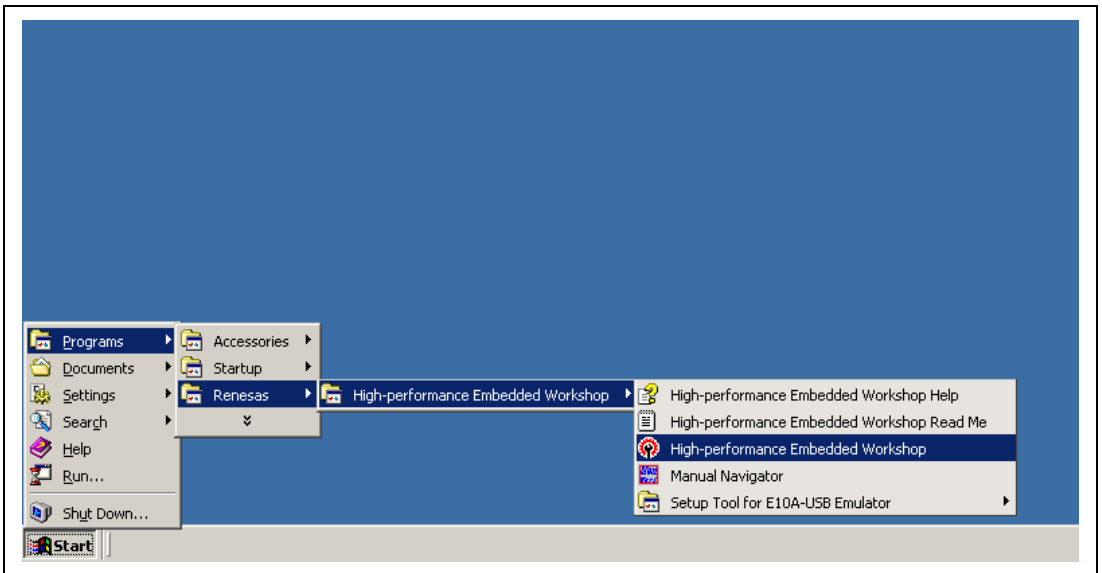 Programs
Documents
Settings
Search
Help
Run...
Shut Down...
Start
Accessories
Startup
Renesas
High-performance Embedded Workshop
High-performance Embedded Workshop Help
High-performance Embedded Workshop Read Me
High-performance Embedded Workshop
Manual Navigator
Setup Tool for E10A-USB Emulator